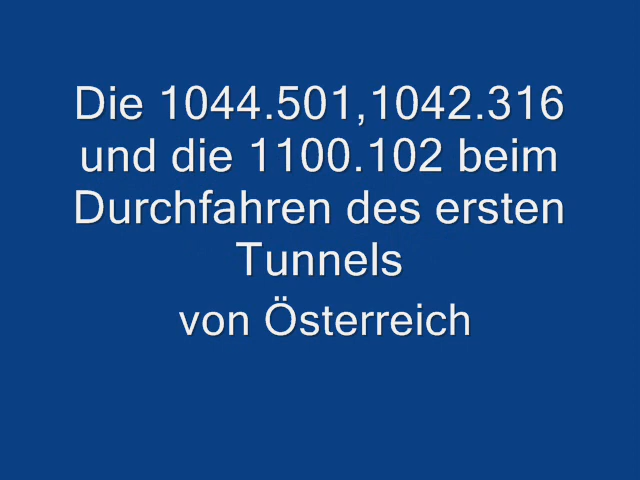 Die 1044.501,1042.316
und die 1100.102 beim
Durchfahren des ersten
Tunnels
von Österreich